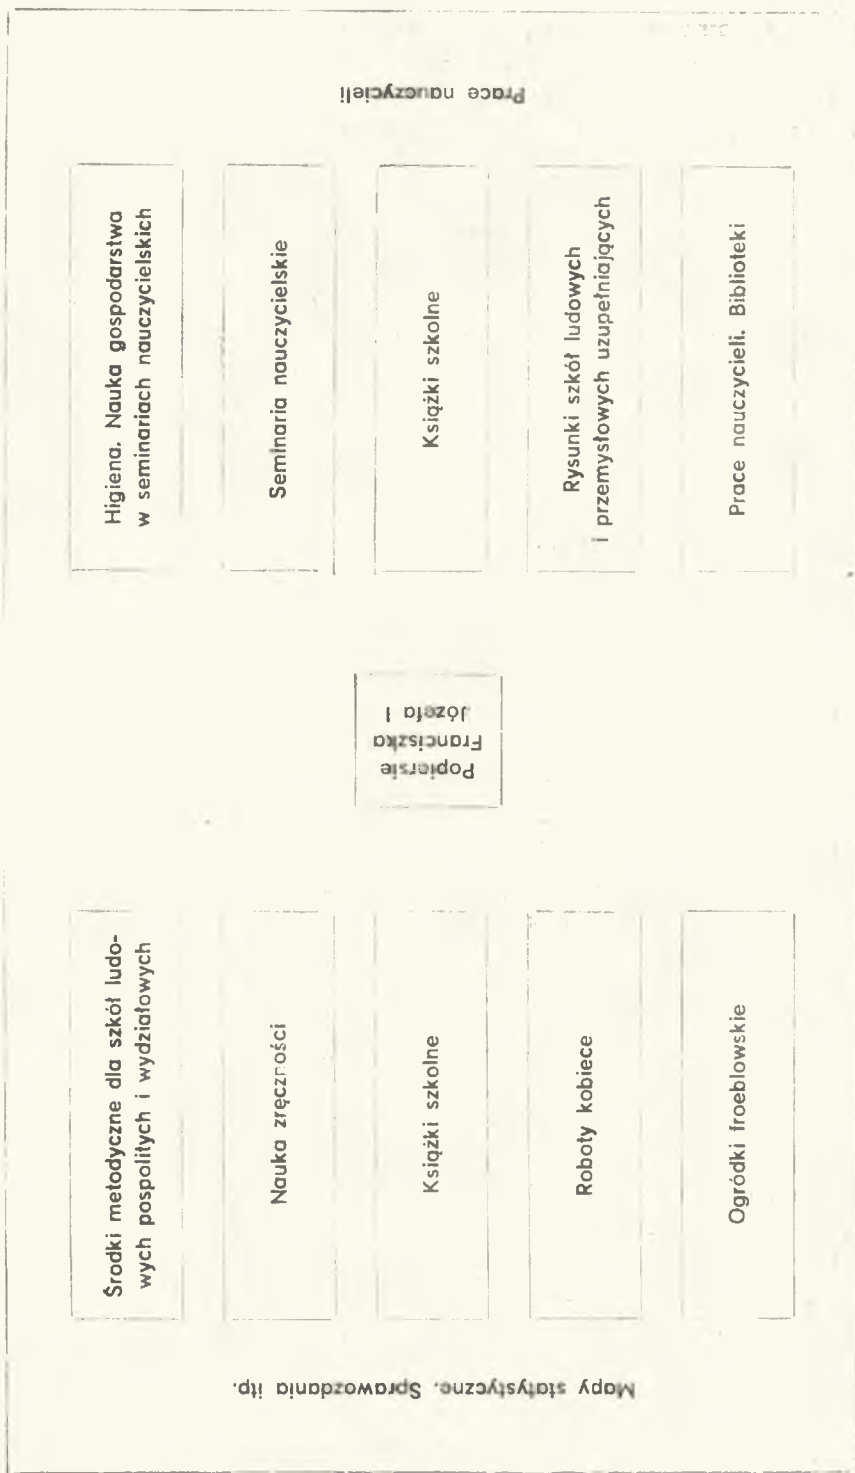 Prace nauczycieli
Higiena. Nauka gospodarstwa
w seminariach nauczycielskich
Seminaria nauczycielskie
Książki szkolne
Rysunki szkół ludowych
i przemysłowych uzupełniających
Prace nauczycieli. Biblioteki
Popiersie
Franciszka
Józefa I
Środki metodyczne dla szkół ludo-
wych pospolitych i wydziałowych
Nauka zręczności
Książki szkolne
Roboty kobiece
Ogródki froeblowskie
Mapy statystyczne. Sprawozdania itp.